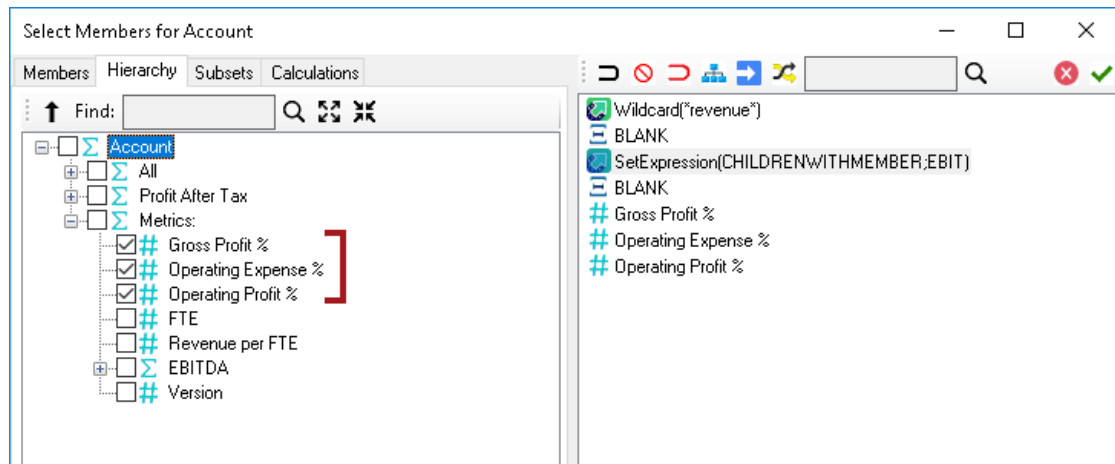 Select Members for Account
Members Hierarchy Subsets Calculations
Find:
Account
All
Profit After Tax
Metrics:
Gross Profit %
Operating Expense %
Operating Profit %
FTE
Revenue per FTE
EBITDA
Version
Wildcard(*revenue*)
BLANK
SetExpression(CHILDRENWITHMEMBER;EBIT)
BLANK
Gross Profit %
Operating Expense %
Operating Profit %